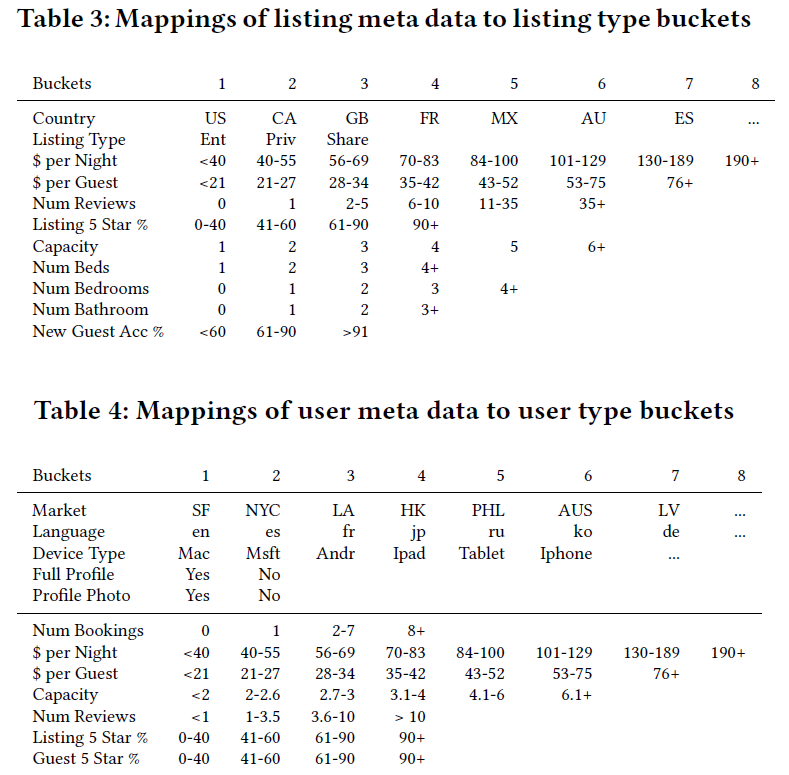 Table 3: Mappings of listing meta data to listing type buckets
Buckets 1 2 3 4 5 6 7 8
Country US CA GB FR MX AU ES ...
Listing Type Ent Priv Share
$ per Night <40 40-55 56-69 70-83 84-100 101-129 130-189 190+
$ per Guest <21 21-27 28-34 35-42 43-52 53-75 76+
Num Reviews 0 1 2-5 6-10 11-35 35+
Listing 5 Star % 0-40 41-60 61-90 90+
Capacity 1 2 3 4 5 6+
Num Beds 1 2 3 4+
Num Bedrooms 0 1 2 3 4+
Num Bathroom 0 1 2 3+
New Guest Acc % <60 61-90 >91
Table 4: Mappings of user meta data to user type buckets
Buckets 1 2 3 4 5 6 7 8
Market SF NYC LA HK PHL AUS LV ...
Language en es fr jp ru ko de ...
Device Type Mac Msft Andr Ipad Tablet Iphone ...
Full Profile Yes No
Profile Photo Yes No
Num Bookings 0 1 2-7 8+
$ per Night <40 40-55 56-69 70-83 84-100 101-129 130-189 190+
$ per Guest <21 21-27 28-34 35-42 43-52 53-75 76+
Capacity <2 2-2.6 2.7-3 3.1-4 4.1-6 6.1+
Num Reviews <1 1-3.5 3.6-10 > 10
Listing 5 Star % 0-40 41-60 61-90 90+
Guest 5 Star % 0-40 41-60 61-90 90+